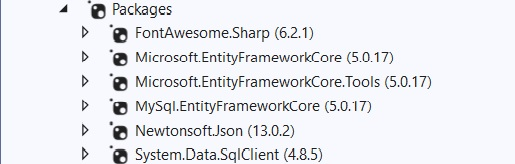 Packages
FontAwesome.Sharp (6.2.1)
Microsoft.EntityFrameworkCore (5.0.17)
Microsoft.EntityFrameworkCore.Tools (5.0.17)
MySql.EntityFrameworkCore (5.0.17)
Newtonsoft.Json (13.0.2)
System.Data.SqlClient (4.8.5)